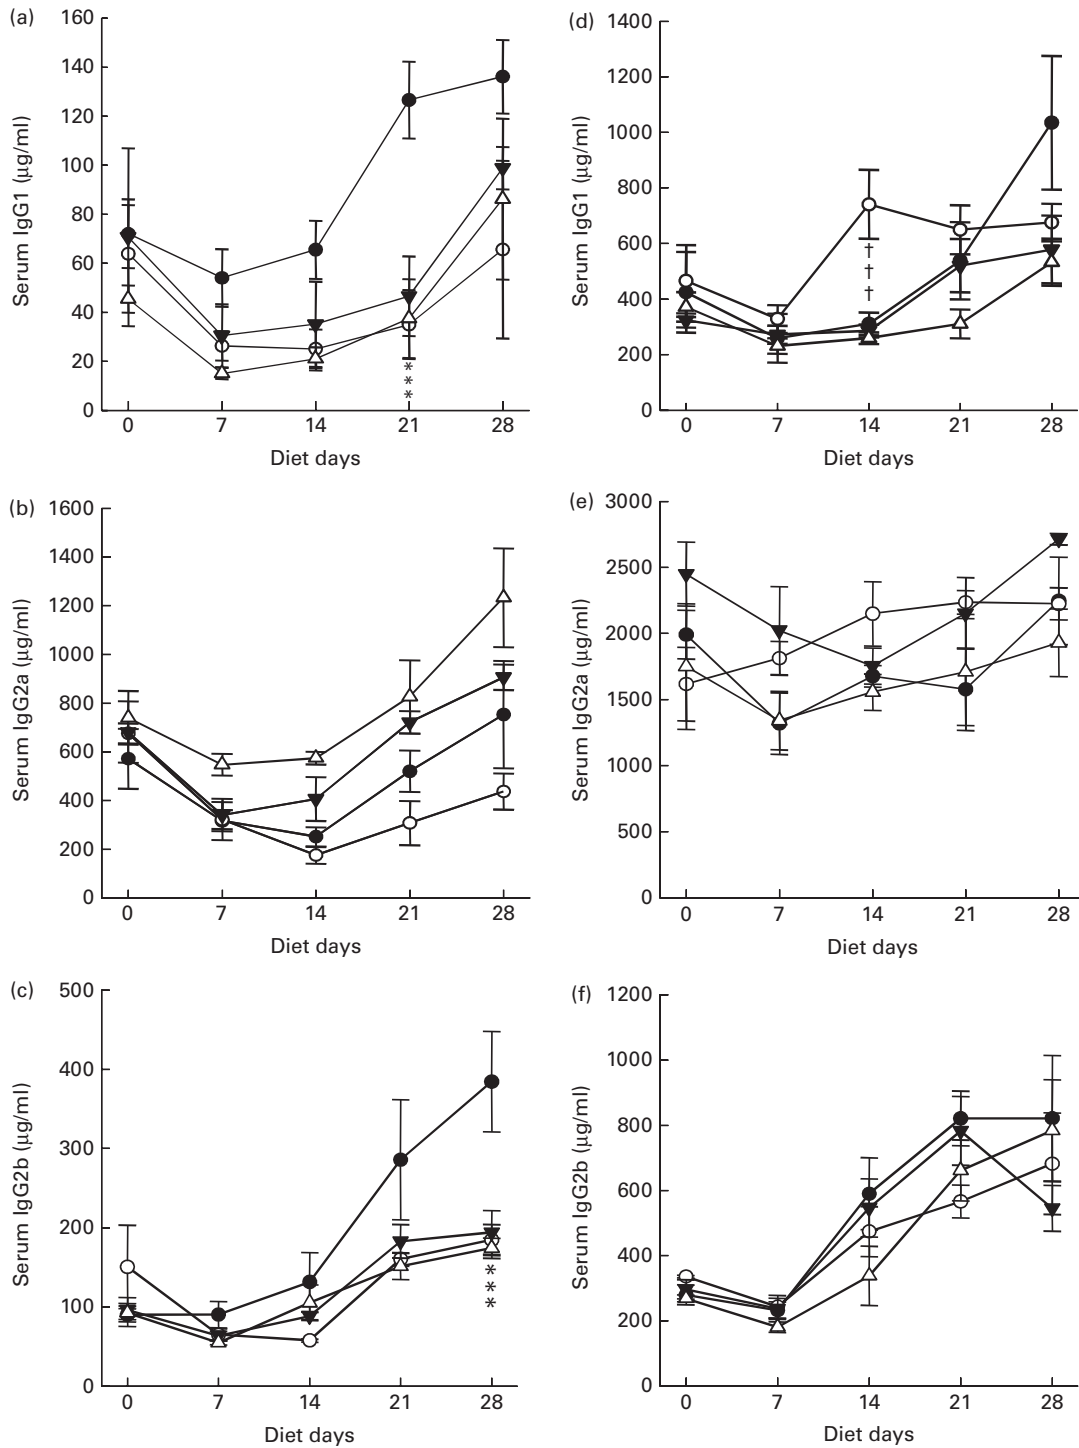 (a)
160
140
120
100
80
60
40
20
0
Serum IgG1 (μg/ml)
***
0 7 14 21 28
Diet days
(d)
1400
1200
1000
800
600
400
200
0
Serum IgG1 (μg/ml)
†††
0 7 14 21 28
Diet days
(b)
1600
1400
1200
1000
800
600
400
200
0
Serum IgG2a (μg/ml)
0 7 14 21 28
Diet days
(e)
3000
2500
2000
1500
1000
500
0
Serum IgG2a (μg/ml)
0 7 14 21 28
Diet days
(c)
500
400
300
200
100
0
Serum IgG2b (μg/ml)
***
0 7 14 21 28
Diet days
(f)
1200
1000
800
600
400
200
0
Serum IgG2b (μg/ml)
0 7 14 21 28
Diet days